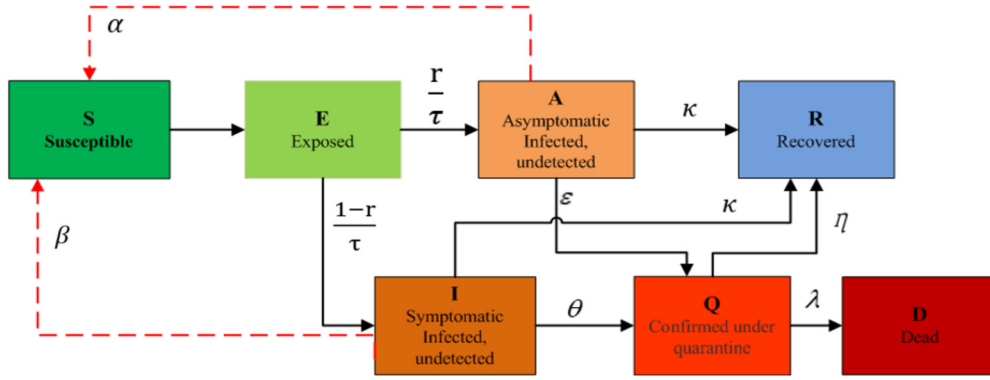 α
S
Susceptible
E
Exposed
r
τ
A
Asymptomatic
Infected,
undetected
κ
R
Recovered
β
1−r
τ
ε
κ
η
I
Symptomatic
Infected,
undetected
θ
Q
Confirmed under
quarantine
λ
D
Dead